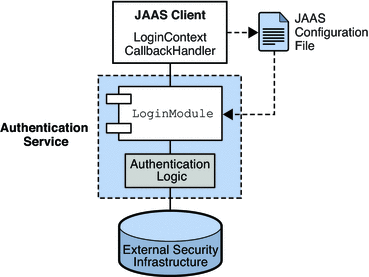 JAAS Client
LoginContext
CallbackHandler
JAAS
Configuration
File
LoginModule
Authentication
Service
Authentication
Logic
External Security
Infrastructure